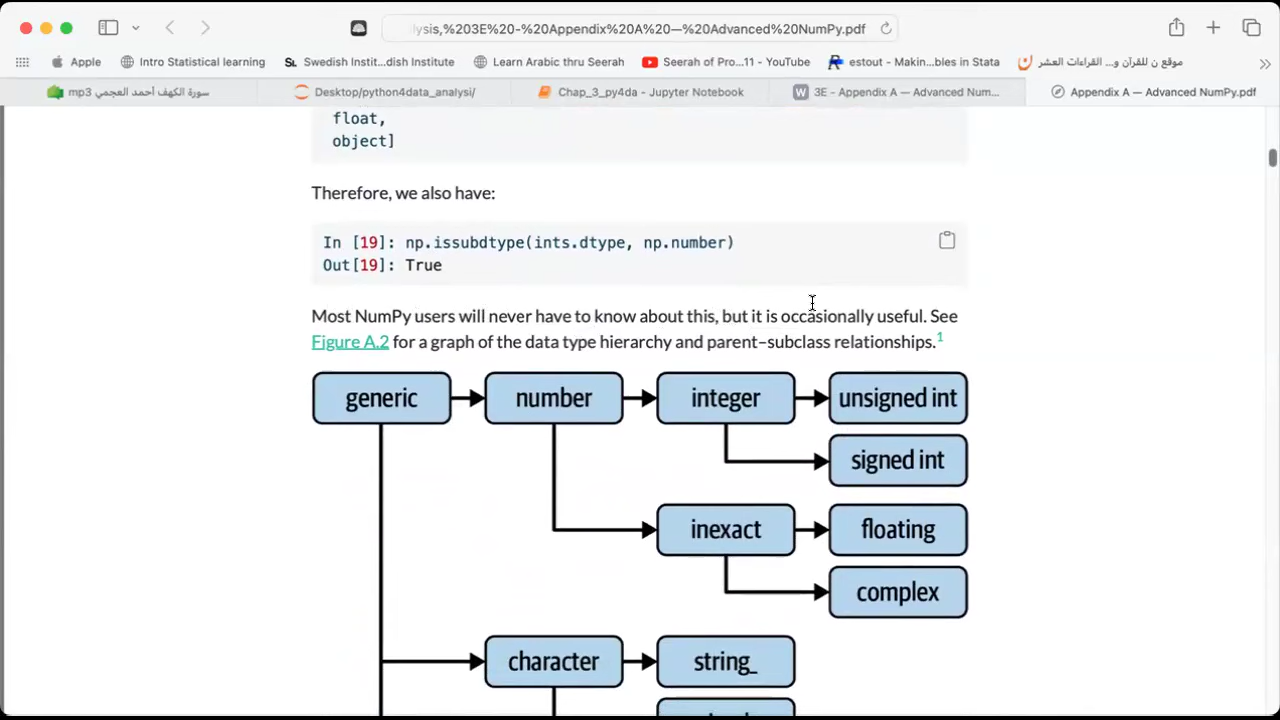 lysis,%203E%20-%20Appendix%20A%20—%20Advanced%20NumPy.pdf
Apple
Intro Statistical learning
Swedish Instit...dish Institute
Learn Arabic thru Seerah
Seerah of Pro...11 - YouTube
estout - Makin...bles in Stata
موقع ن للقرآن و... القراءات العشر
سورة الكهف أحمد العجمي mp3
Desktop/python4data_analysi/
Chap_3_py4da - Jupyter Notebook
3E - Appendix A — Advanced Num...
Appendix A — Advanced NumPy.pdf
float,
object]
Therefore, we also have:
In [19]: np.issubdtype(ints.dtype, np.number)
Out[19]: True
Most NumPy users will never have to know about this, but it is occasionally useful. See
Figure A.2 for a graph of the data type hierarchy and parent–subclass relationships.1
generic
number
integer
unsigned int
signed int
inexact
floating
complex
character
string_